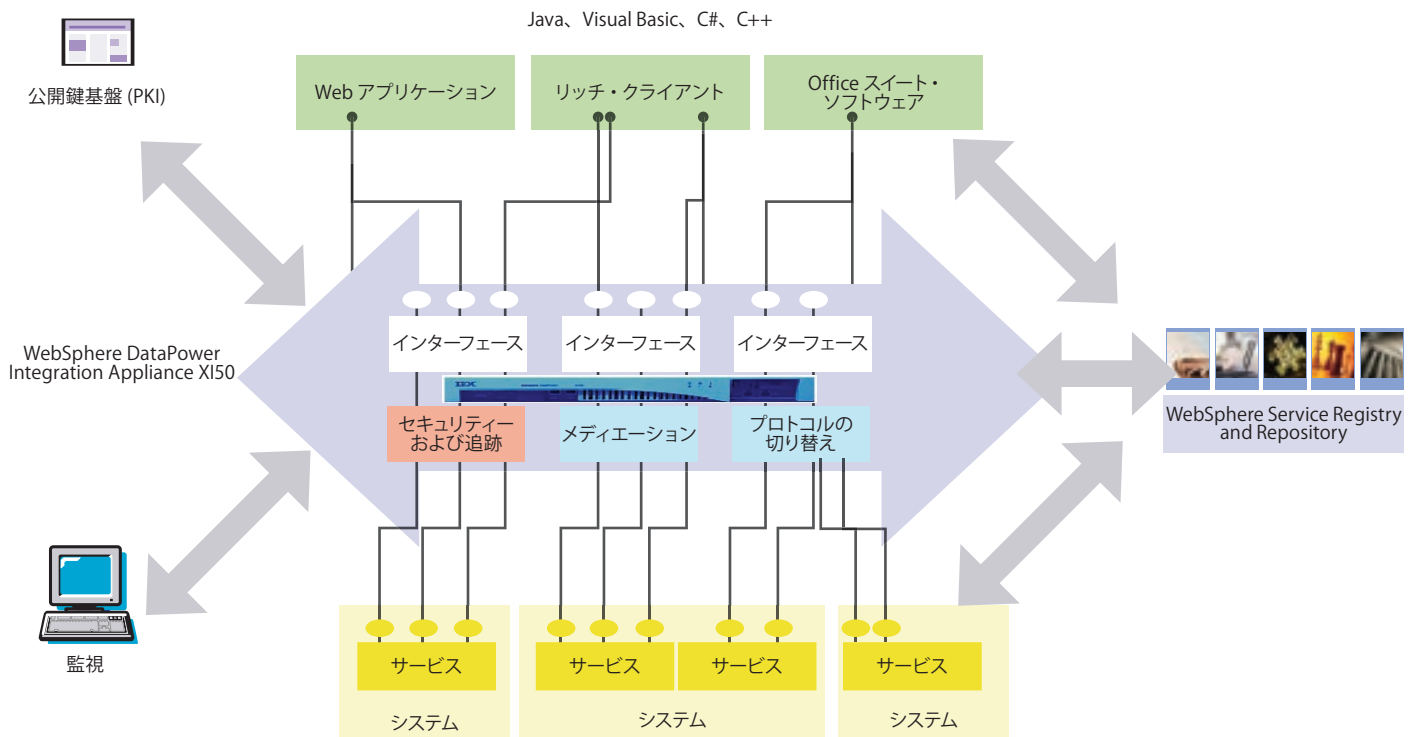 Java、Visual Basic、C#、C++
公開鍵基盤 (PKI)
Web アプリケーション
リッチ・クライアント
Office スイート・
ソフトウェア
WebSphere DataPower
Integration Appliance XI50
インターフェース
インターフェース
インターフェース
セキュリティー
および追跡
メディエーション
プロトコルの
切り替え
WebSphere Service Registry
and Repository
監視
サービス
サービス
サービス
サービス
システム
システム
システム